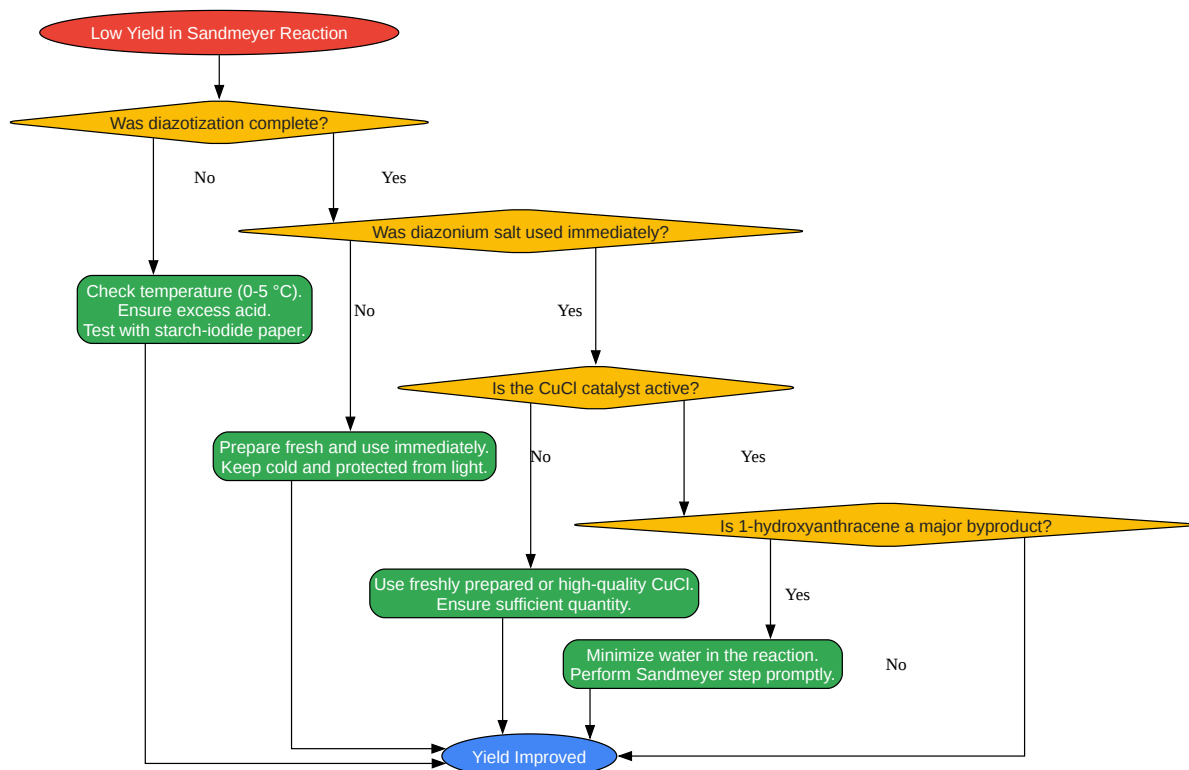 Low Yield in Sandmeyer Reaction
Was diazotization complete?
No
Yes
Was diazonium salt used immediately?
Check temperature (0-5 °C).
Ensure excess acid.
Test with starch-iodide paper.
No
Yes
Is the CuCl catalyst active?
Prepare fresh and use immediately.
Keep cold and protected from light.
No
Yes
Is 1-hydroxyanthracene a major byproduct?
Use freshly prepared or high-quality CuCl.
Ensure sufficient quantity.
Yes
Minimize water in the reaction.
Perform Sandmeyer step promptly.
No
Yield Improved